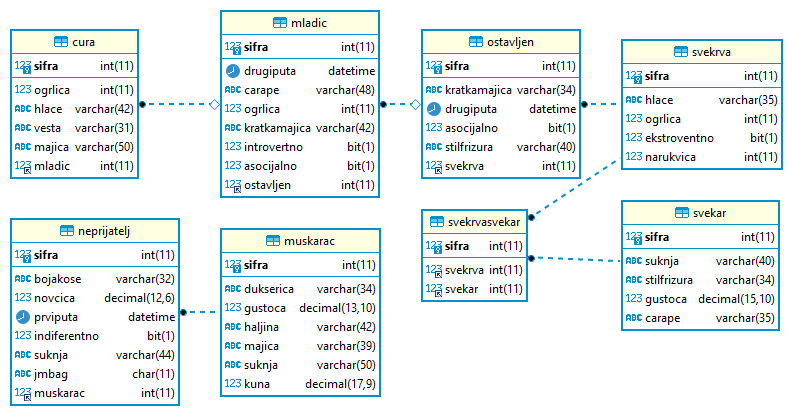 cura
123 sifra int(11)
123 ogrlica int(11)
ABC hlace varchar(42)
ABC vesta varchar(31)
ABC majica varchar(50)
123 mladic int(11)
mladic
123 sifra int(11)
drugiputa datetime
ABC carape varchar(48)
123 ogrlica int(11)
ABC kratkamajica varchar(42)
123 introvertno bit(1)
123 asocijalno bit(1)
123 ostavljen int(11)
ostavljen
123 sifra int(11)
ABC kratkamajica varchar(34)
drugiputa datetime
123 asocijalno bit(1)
ABC stilfrizura varchar(40)
123 svekrva int(11)
svekrva
123 sifra int(11)
ABC hlace varchar(35)
123 ogrlica int(11)
123 ekstroventno bit(1)
123 narukvica int(11)
neprijatelj
123 sifra int(11)
ABC bojakose varchar(32)
123 novcica decimal(12,6)
prviputa datetime
123 indiferentno bit(1)
ABC suknja varchar(44)
ABC jmbag char(11)
123 muskarac int(11)
muskarac
123 sifra int(11)
ABC dukserica varchar(34)
123 gustoca decimal(13,10)
ABC haljina varchar(42)
ABC majica varchar(39)
ABC suknja varchar(50)
123 kuna decimal(17,9)
svekrvasvekar
123 sifra int(11)
123 svekrva int(11)
123 svekar int(11)
svekar
123 sifra int(11)
ABC suknja varchar(40)
ABC stilfrizura varchar(34)
123 gustoca decimal(15,10)
ABC carape varchar(35)